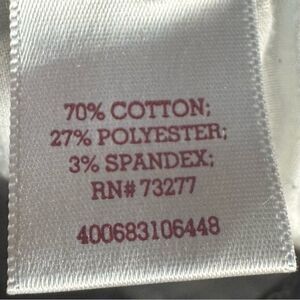 70% COTTON;
27% POLYESTER;
3% SPANDEX;
RN# 73277
400683106448